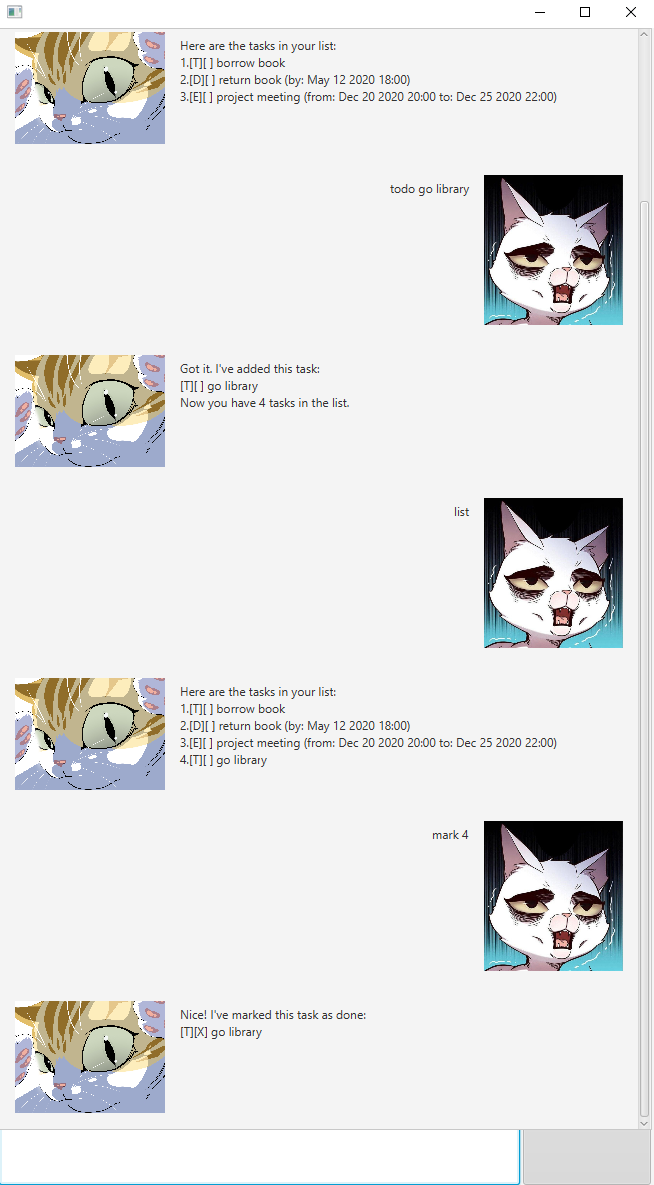 Here are the tasks in your list:
1.[T][ ] borrow book
2.[D][ ] return book (by: May 12 2020 18:00)
3.[E][ ] project meeting (from: Dec 20 2020 20:00 to: Dec 25 2020 22:00)
todo go library
Got it. I've added this task:
[T][ ] go library
Now you have 4 tasks in the list.
list
Here are the tasks in your list:
1.[T][ ] borrow book
2.[D][ ] return book (by: May 12 2020 18:00)
3.[E][ ] project meeting (from: Dec 20 2020 20:00 to: Dec 25 2020 22:00)
4.[T][ ] go library
mark 4
Nice! I've marked this task as done:
[T][X] go library